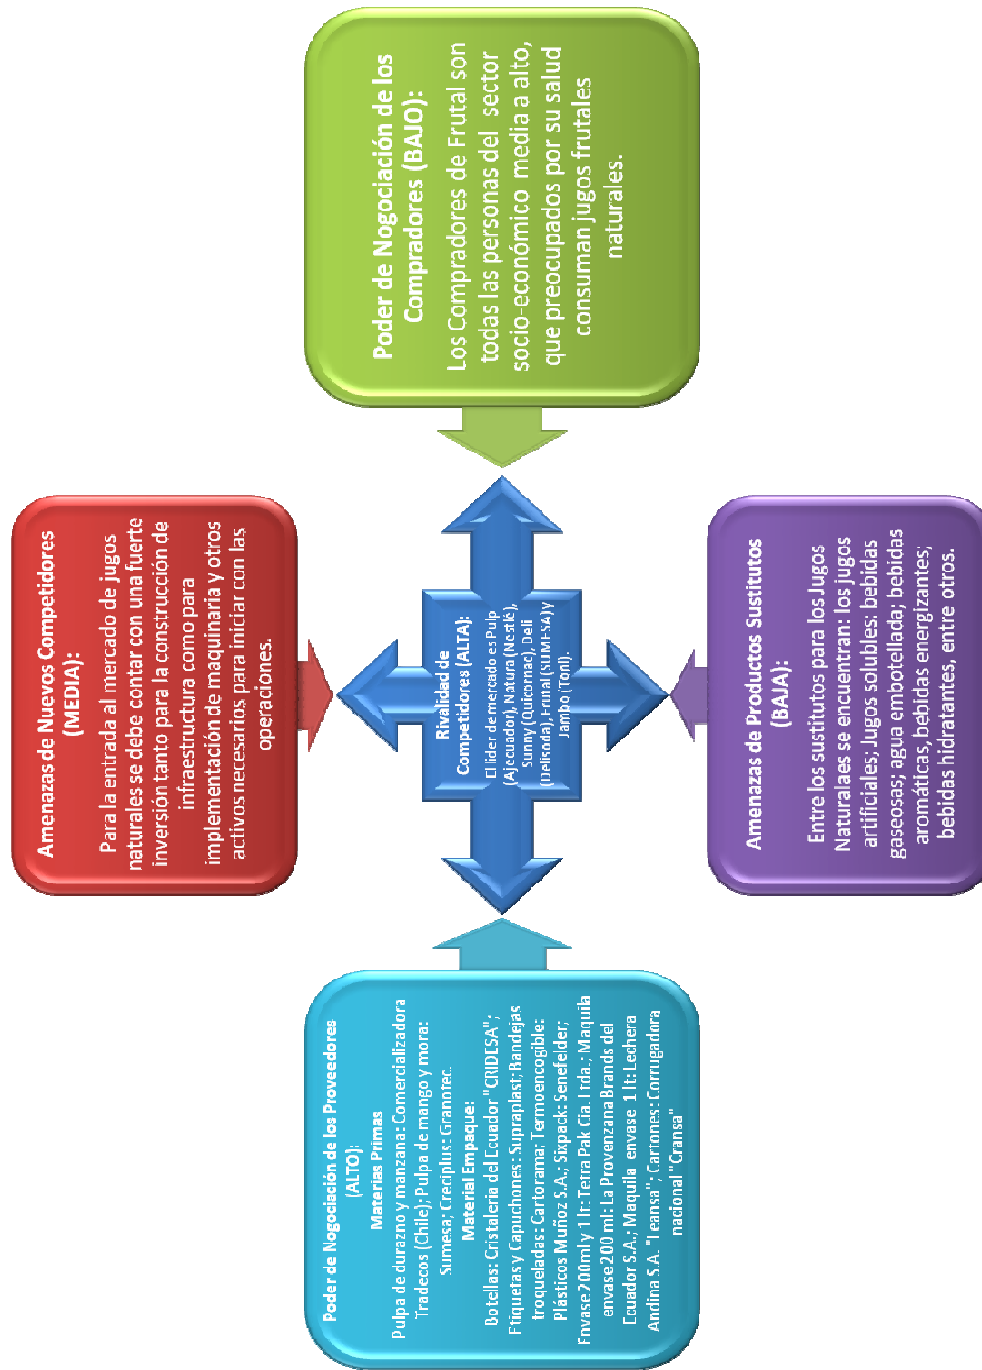 Amenazas de Nuevos Competidores
(MEDIA):
Para la entrada al mercado de jugos
naturales se debe contar con una fuerte
inversión tanto para la construcción de
infraestructura como para
implementación de maquinaria y otros
activos necesarios para iniciar con las
operaciones.
Poder de Nogociación de los Proveedores
(ALTO):
Materias Primas
Pulpa de durazno y manzana: Comercializadora
Tradecos (Chile); Pulpa de mango y mora:
Sumesa; Creciplus: Granotec.
Material Empaque:
Botellas: Cristalería del Ecuador "CRIDESA";
Etiquetas y Capuchones: Supraplast; Bandejas
troqueladas: Cartorama; Termoencogible:
Plásticos Muñoz S.A.; Sixpack: Senefelder;
Envase 200ml y 1 lt: Tetra Pak Cia. Ltda.; Maquila
envase 200 ml: La Provenzana Brands del
Ecuador S.A.; Maquila envase 1 lt: Lechera
Andina S.A. "Leansa"; Cartones: Corrugadora
nacional "Cransa"
Rivalidad de
Competidores (ALTA):
El líder de mercado es Pulp
(Ajecuador), Natura (Nestlé),
Sunny (Quicornac), Deli
(Delisoda), Frutal (SUMESA) y
Jambo (Toni).
Poder de Nogociación de los
Compradores (BAJO):
Los Compradores de Frutal son
todas las personas del sector
socio-económico media a alto,
que preocupados por su salud
consuman jugos frutales
naturales.
Amenazas de Productos Sustitutos
(BAJA):
Entre los sustitutos para los Jugos
Naturalaes se encuentran: los jugos
artificiales; Jugos solubles; bebidas
gaseosas; agua embotellada; bebidas
aromáticas, bebidas energizantes;
bebidas hidratantes, entre otros.